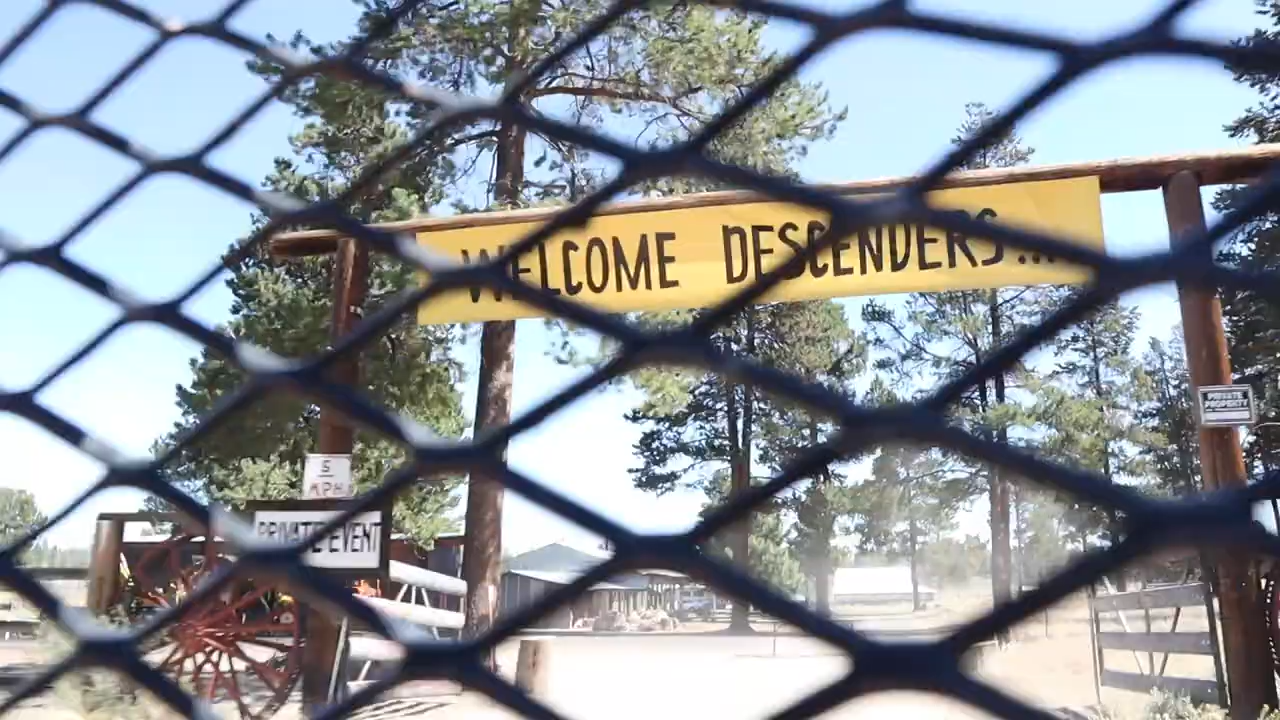 WELCOME DESCENDERS...
PRIVATE
PROPERTY
5
MPH
PRIVATE EVENT